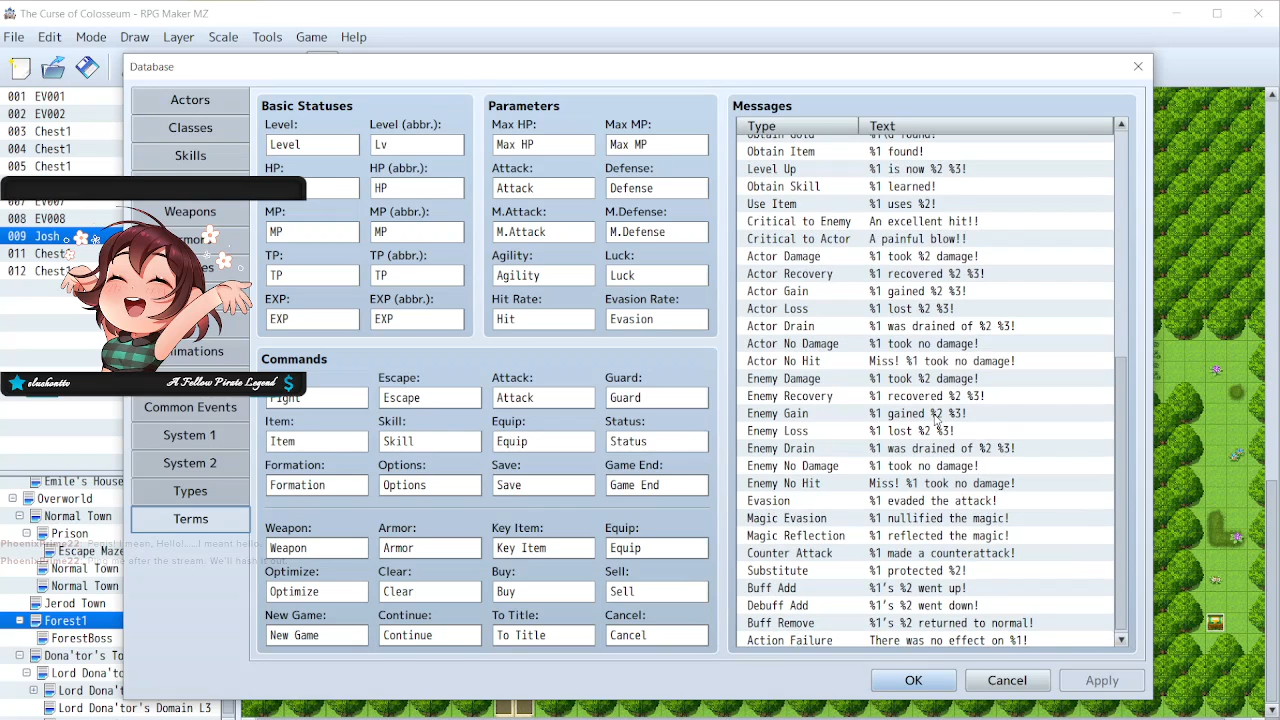 The Curse of Colosseum - RPG Maker MZ
File Edit Mode Draw Layer Scale Tools Game Help
Database
001 EV001
002 EV002
003 Chest1
004 Chest1
005 Chest1
008 EV008
009 Josh
011 Chest1
012 Chest1
Emile's House
Overworld
Normal Town
Prison
Escape Maze
Normal Town
Normal Town
Jerod Town
Forest1
ForestBoss
Dona'tor's To
Lord Dona'to
Lord Dona't
Lord Dona'tor's Domain L3
Actors
Classes
Skills
Weapons
Common Events
System 1
System 2
Types
Terms
elushontv
A Fellow Pirate Legend $
Basic Statuses
Level: Level (abbr.):
Level Lv
HP: HP (abbr.):
HP
MP: MP (abbr.):
MP MP
TP: TP (abbr.):
TP TP
EXP: EXP (abbr.):
EXP EXP
Parameters
Max HP: Max MP:
Max HP Max MP
Attack: Defense:
Attack Defense
M.Attack: M.Defense:
M.Attack M.Defense
Agility: Luck:
Agility Luck
Hit Rate: Evasion Rate:
Hit Evasion
Commands
Escape: Attack: Guard:
Fight Escape Attack Guard
Item: Skill: Equip: Status:
Item Skill Equip Status
Formation: Options: Save: Game End:
Formation Options Save Game End
Weapon: Armor: Key Item: Equip:
Weapon Armor Key Item Equip
Optimize: Clear: Buy: Sell:
Optimize Clear Buy Sell
New Game: Continue: To Title: Cancel:
New Game Continue To Title Cancel
Messages
Type Text
Obtain Item %1 found!
Level Up %1 is now %2 %3!
Obtain Skill %1 learned!
Use Item %1 uses %2!
Critical to Enemy An excellent hit!!
Critical to Actor A painful blow!!
Actor Damage %1 took %2 damage!
Actor Recovery %1 recovered %2 %3!
Actor Gain %1 gained %2 %3!
Actor Loss %1 lost %2 %3!
Actor Drain %1 was drained of %2 %3!
Actor No Damage %1 took no damage!
Actor No Hit Miss! %1 took no damage!
Enemy Damage %1 took %2 damage!
Enemy Recovery %1 recovered %2 %3!
Enemy Gain %1 gained %2 %3!
Enemy Loss %1 lost %2 %3!
Enemy Drain %1 was drained of %2 %3!
Enemy No Damage %1 took no damage!
Enemy No Hit Miss! %1 took no damage!
Evasion %1 evaded the attack!
Magic Evasion %1 nullified the magic!
Magic Reflection %1 reflected the magic!
Counter Attack %1 made a counterattack!
Substitute %1 protected %2!
Buff Add %1's %2 went up!
Debuff Add %1's %2 went down!
Buff Remove %1's %2 returned to normal!
Action Failure There was no effect on %1!
OK Cancel Apply